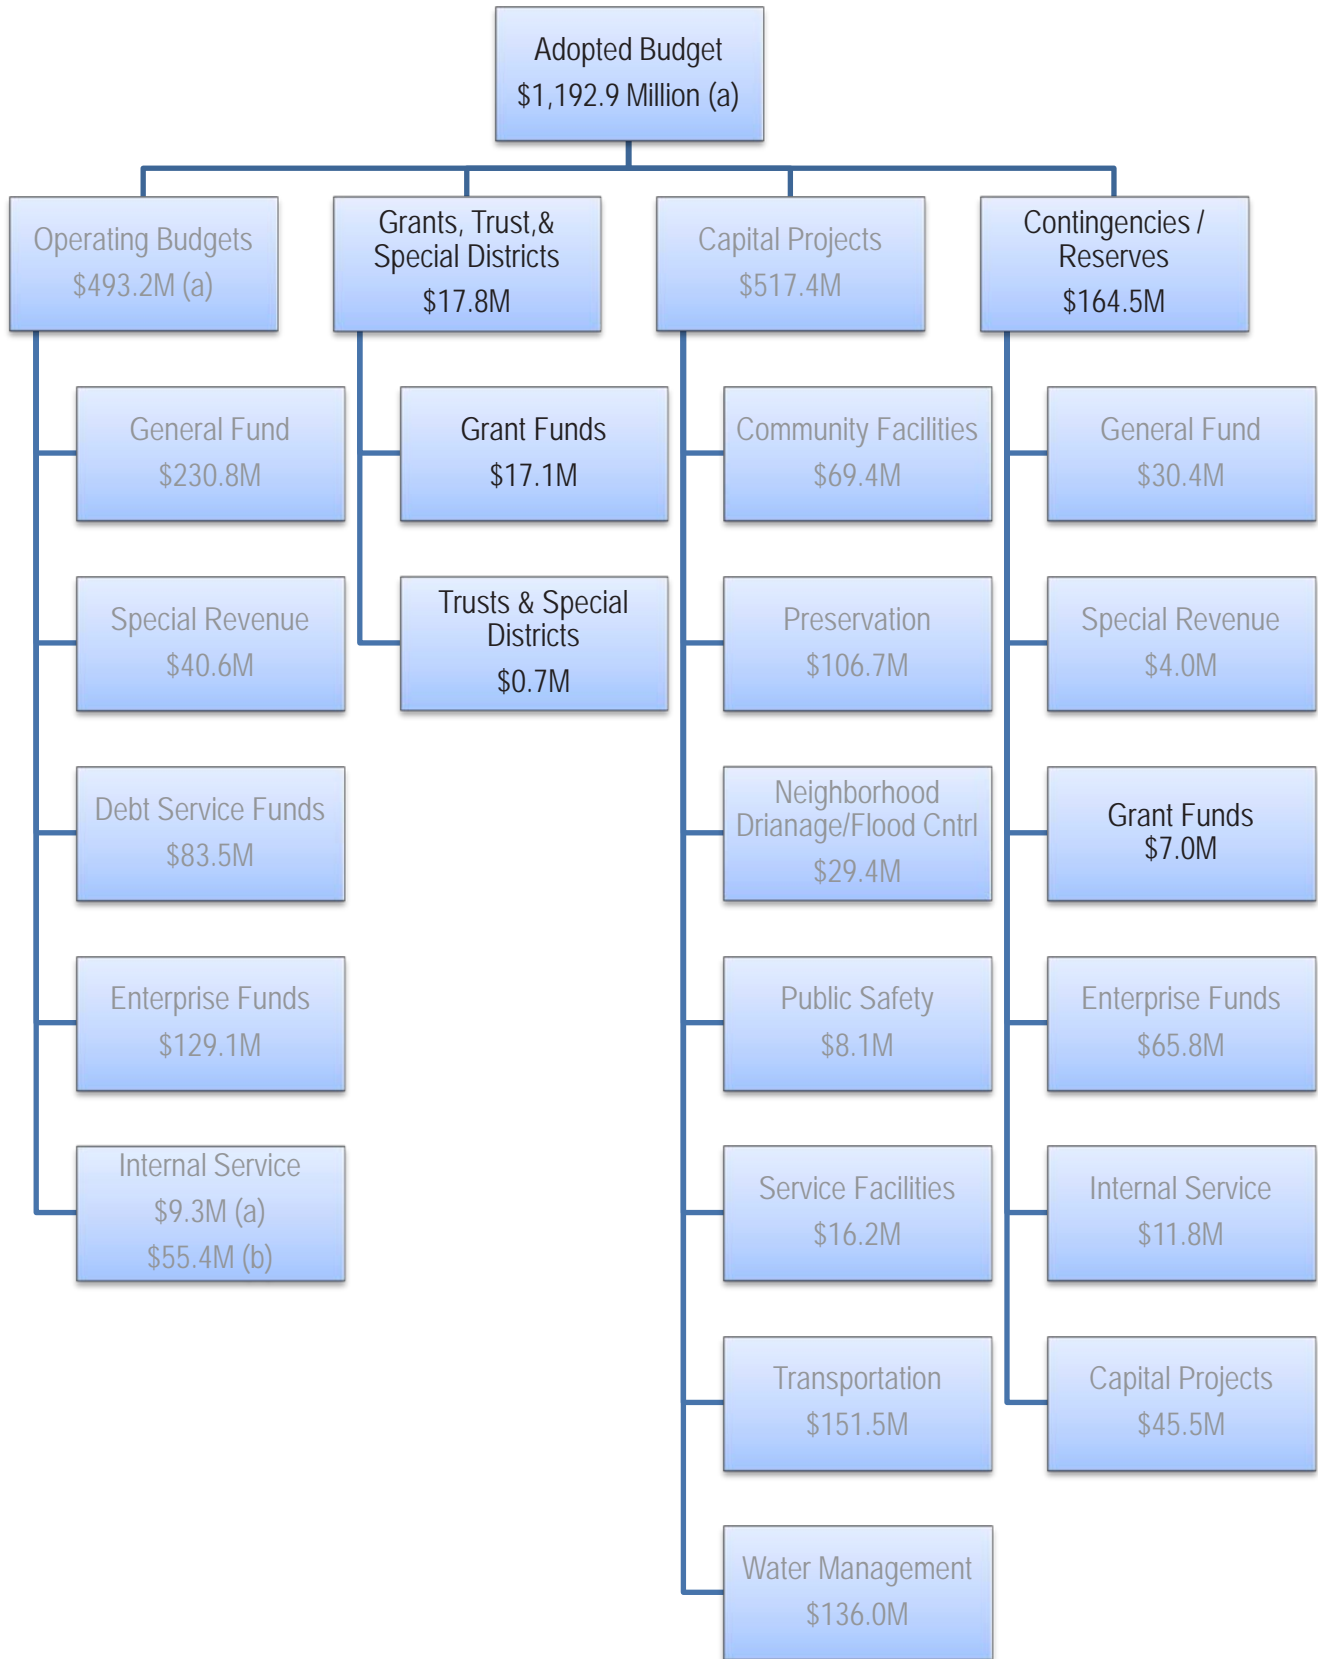 Adopted Budget
$1,192.9 Million (a)
Operating Budgets
$493.2M (a)
Grants, Trust,&
Special Districts
$17.8M
Capital Projects
$517.4M
Contingencies /
Reserves
$164.5M
General Fund
$230.8M
Special Revenue
$40.6M
Debt Service Funds
$83.5M
Enterprise Funds
$129.1M
Internal Service
$9.3M (a)
$55.4M (b)
Grant Funds
$17.1M
Trusts & Special
Districts
$0.7M
Community Facilities
$69.4M
Preservation
$106.7M
Neighborhood
Drianage/Flood Cntrl
$29.4M
Public Safety
$8.1M
Service Facilities
$16.2M
Transportation
$151.5M
Water Management
$136.0M
General Fund
$30.4M
Special Revenue
$4.0M
Grant Funds
$7.0M
Enterprise Funds
$65.8M
Internal Service
$11.8M
Capital Projects
$45.5M